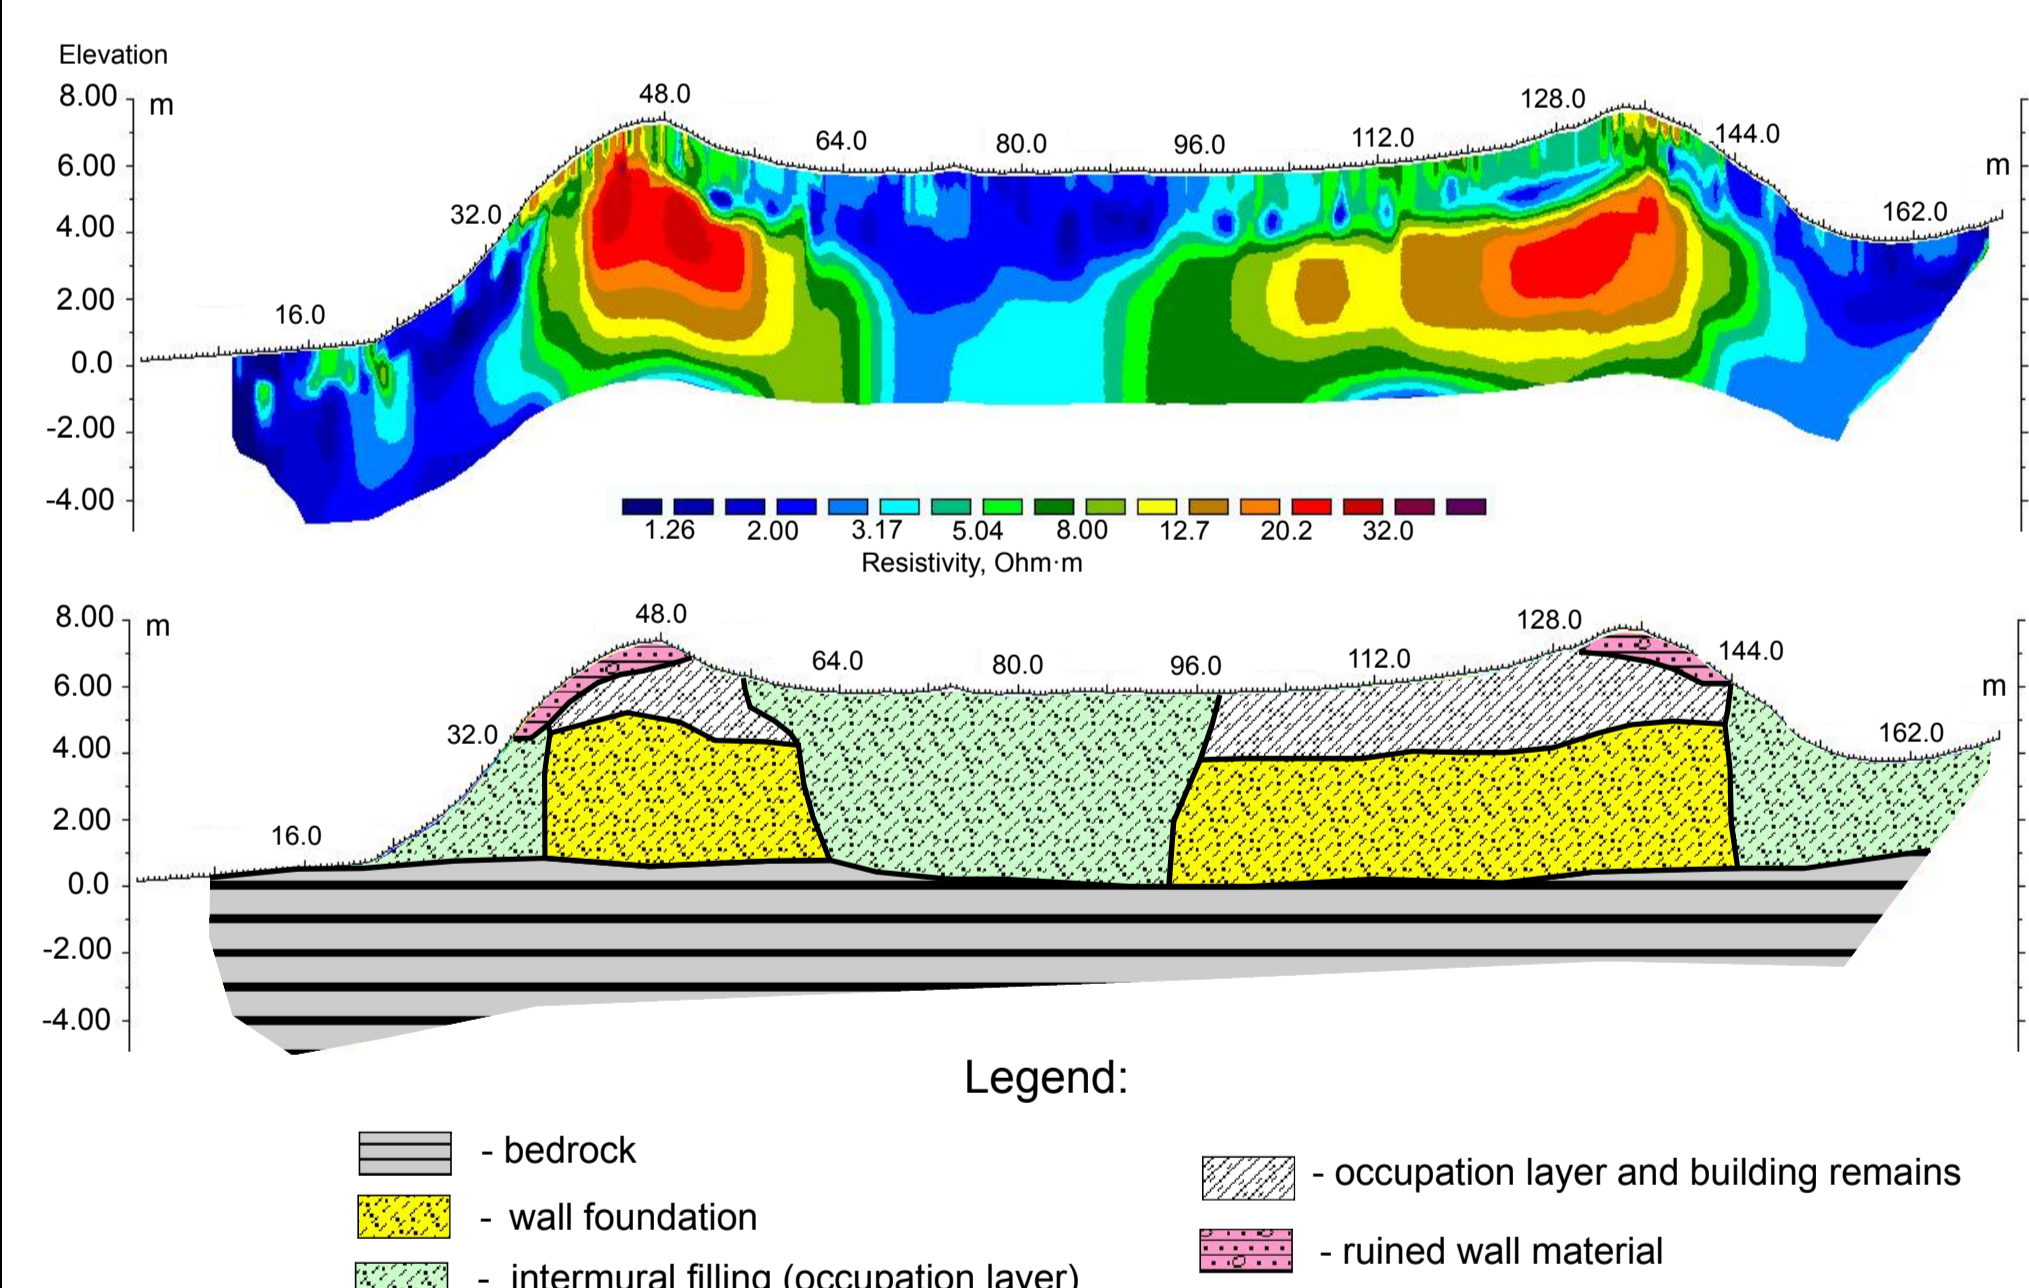 Elevation
8.00 m
6.00
4.00
2.00
0.0
-2.00
-4.00
16.0 32.0 48.0 64.0 80.0 96.0 112.0 128.0 144.0 162.0
m
1.26 2.00 3.17 5.04 8.00 12.7 20.2 32.0
Resistivity, Ohm·m
8.00 m
6.00
4.00
2.00
0.0
-2.00
-4.00
16.0 32.0 48.0 64.0 80.0 96.0 112.0 128.0 144.0 162.0
m
Legend:
- bedrock
- wall foundation
- intermural filling (occupation layer)
- occupation layer and building remains
- ruined wall material